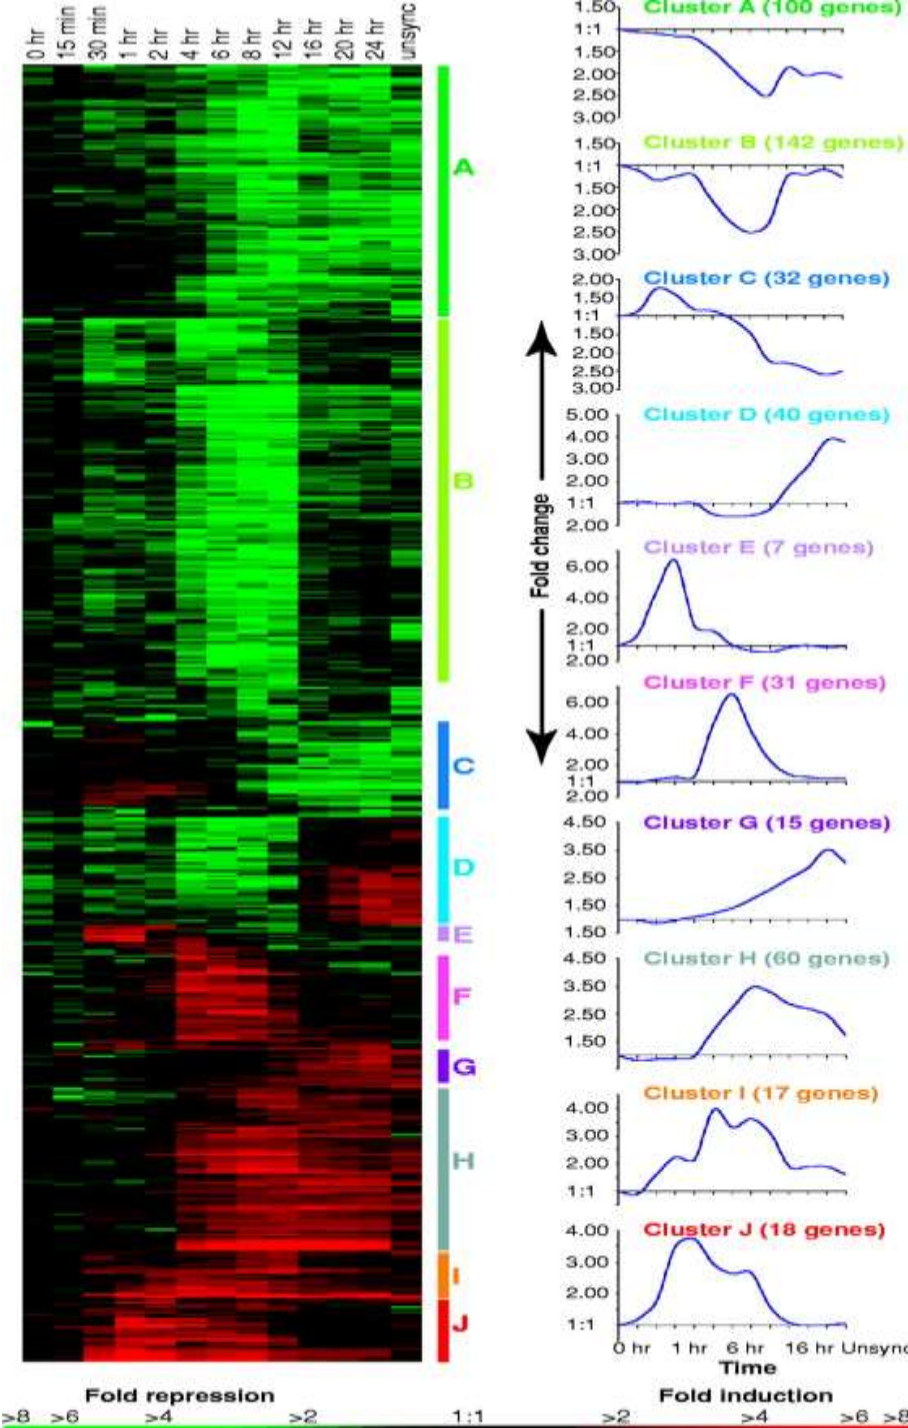 0 hr
15 min
30 min
1 hr
2 hr
4 hr
6 hr
8 hr
12 hr
16 hr
20 hr
24 hr
unsync
A
B
C
D
E
F
G
H
I
J
Fold change
Cluster A (100 genes)
1.50
1:1
1.50
2.00
2.50
3.00
Cluster B (142 genes)
1.50
1:1
1.50
2.00
2.50
3.00
Cluster C (32 genes)
2.00
1.50
1:1
1.50
2.00
2.50
3.00
Cluster D (40 genes)
5.00
4.00
3.00
2.00
1:1
2.00
Cluster E (7 genes)
6.00
4.00
2.00
1:1
2.00
Cluster F (31 genes)
6.00
4.00
2.00
1:1
2.00
Cluster G (15 genes)
4.50
3.50
2.50
1.50
1.50
Cluster H (60 genes)
4.50
3.50
2.50
1.50
Cluster I (17 genes)
4.00
3.00
2.00
1:1
Cluster J (18 genes)
4.00
3.00
2.00
1:1
0 hr 1 hr 6 hr 16 hr Unsync
Time
Fold repression Fold induction
>8 >6 >4 >2 1:1 >2 >4 >6 >8